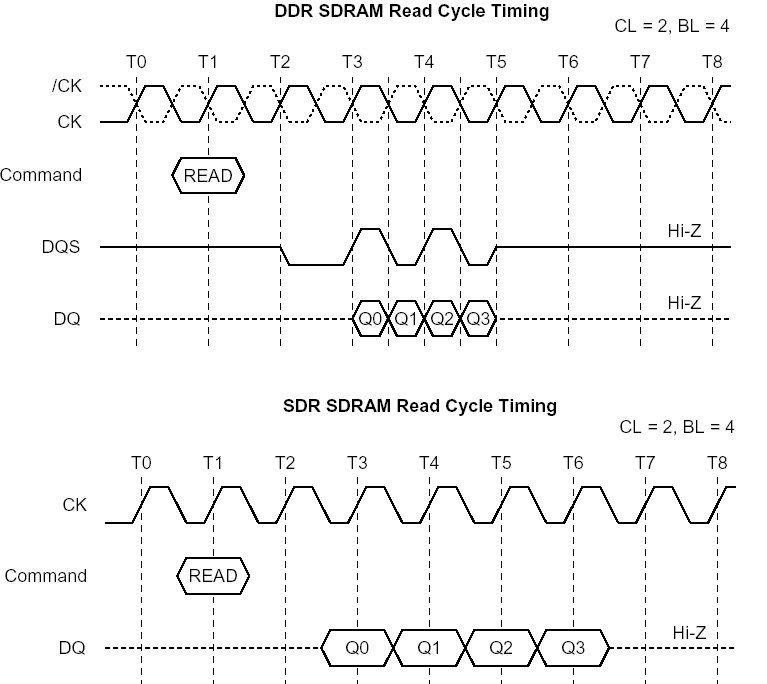 DDR SDRAM Read Cycle Timing
CL = 2, BL = 4
T0 T1 T2 T3 T4 T5 T6 T7 T8
/CK
CK
Command READ
DQS Hi-Z
DQ Q0 Q1 Q2 Q3 Hi-Z
SDR SDRAM Read Cycle Timing
CL = 2, BL = 4
T0 T1 T2 T3 T4 T5 T6 T7 T8
CK
Command READ
DQ Q0 Q1 Q2 Q3 Hi-Z